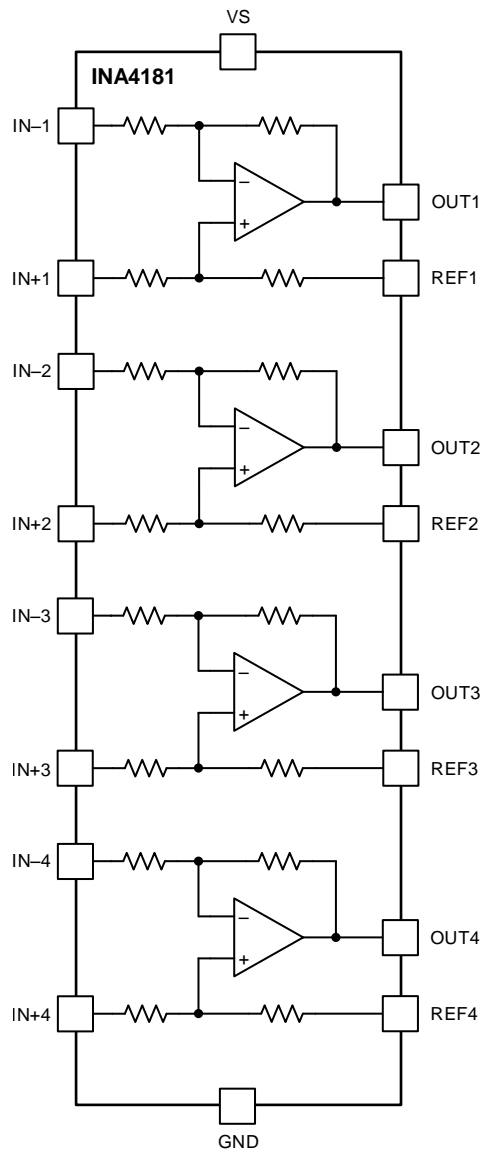 VS
INA4181
IN–1
−
OUT1
+
IN+1
REF1
IN–2
−
OUT2
+
IN+2
REF2
IN–3
−
OUT3
+
IN+3
REF3
IN–4
−
OUT4
+
IN+4
REF4
GND